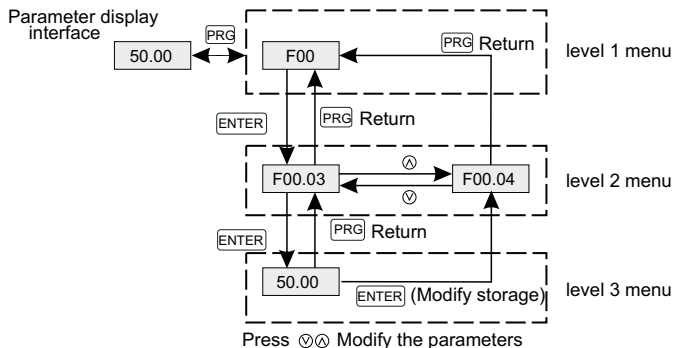 Parameter display
interface
50.00
PRG
F00
PRG Return
level 1 menu
ENTER
PRG Return
F00.03
F00.04
level 2 menu
ENTER
PRG Return
50.00
ENTER (Modify storage)
level 3 menu
Press Modify the parameters